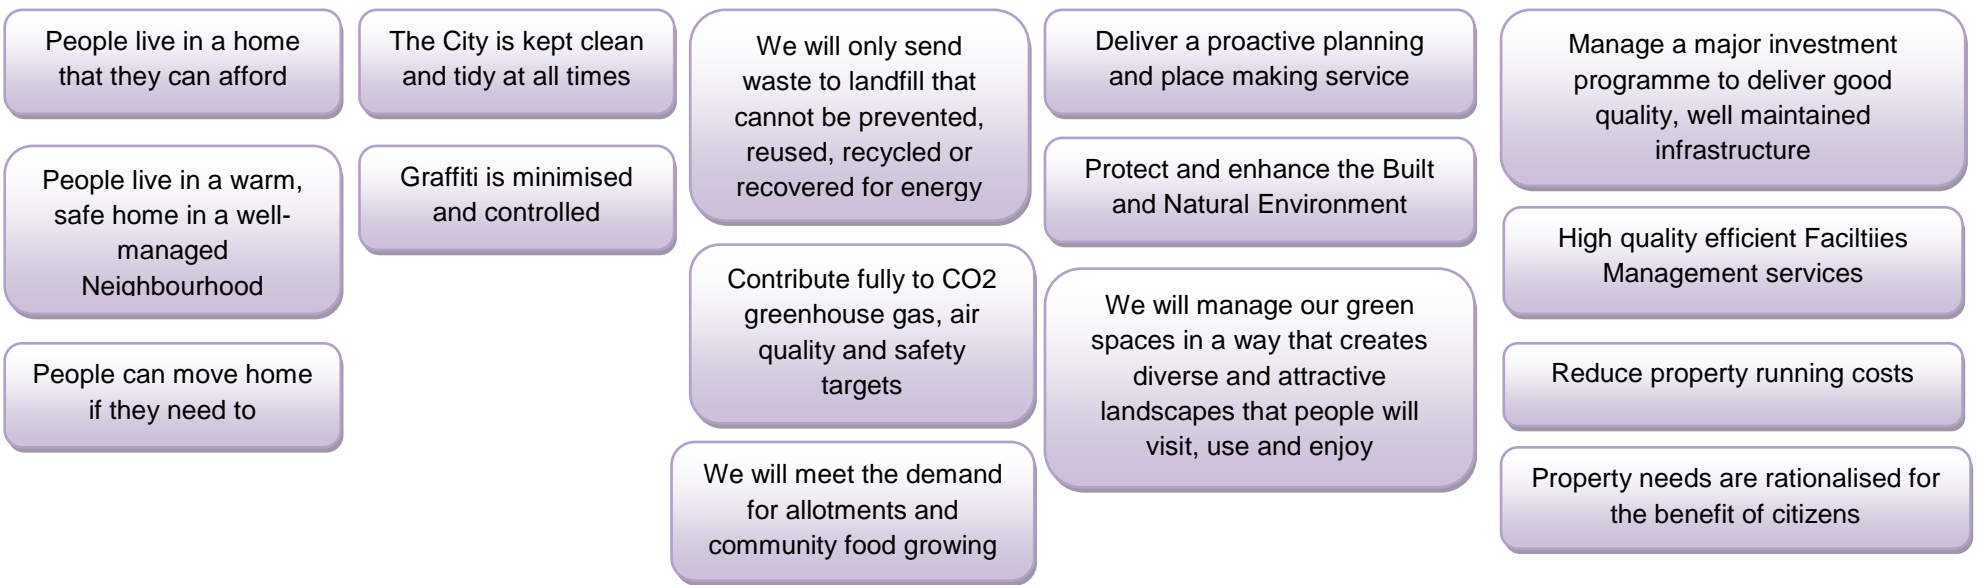 People live in a home
that they can afford
People live in a warm,
safe home in a well-
managed
Neighbourhood
People can move home
if they need to
The City is kept clean
and tidy at all times
Graffiti is minimised
and controlled
We will only send
waste to landfill that
cannot be prevented,
reused, recycled or
recovered for energy
Contribute fully to CO2
greenhouse gas, air
quality and safety
targets
We will meet the demand
for allotments and
community food growing
Deliver a proactive planning
and place making service
Protect and enhance the Built
and Natural Environment
We will manage our green
spaces in a way that creates
diverse and attractive
landscapes that people will
visit, use and enjoy
Manage a major investment
programme to deliver good
quality, well maintained
infrastructure
High quality efficient Faciltiies
Management services
Reduce property running costs
Property needs are rationalised for
the benefit of citizens